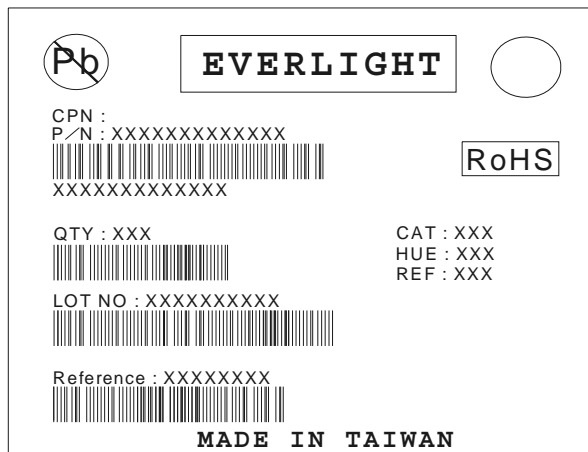 Pb
EVERLIGHT
CPN :
P/N : XXXXXXXXXXXXX
RoHS
XXXXXXXXXXXXX
QTY : XXX
CAT : XXX
HUE : XXX
REF : XXX
LOT NO : XXXXXXXXXX
Reference : XXXXXXXX
MADE IN TAIWAN